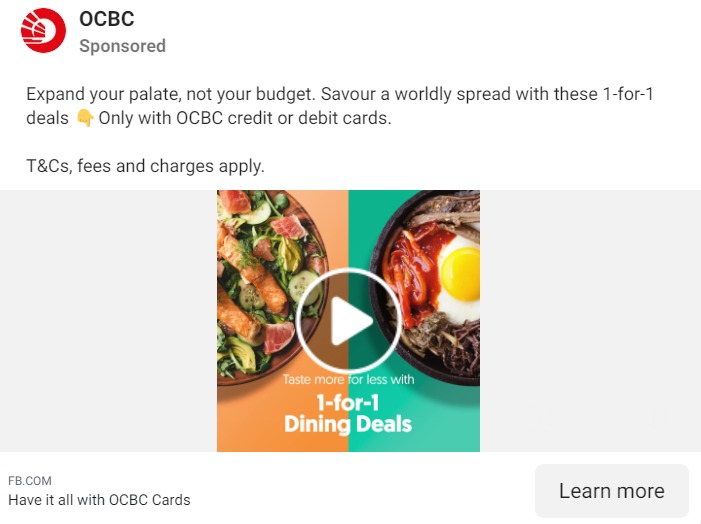 OCBC
Sponsored
Expand your palate, not your budget. Savour a worldly spread with these 1-for-1
deals 👇 Only with OCBC credit or debit cards.
T&Cs, fees and charges apply.
Taste more for less with
1-for-1
Dining Deals
FB.COM
Have it all with OCBC Cards
Learn more